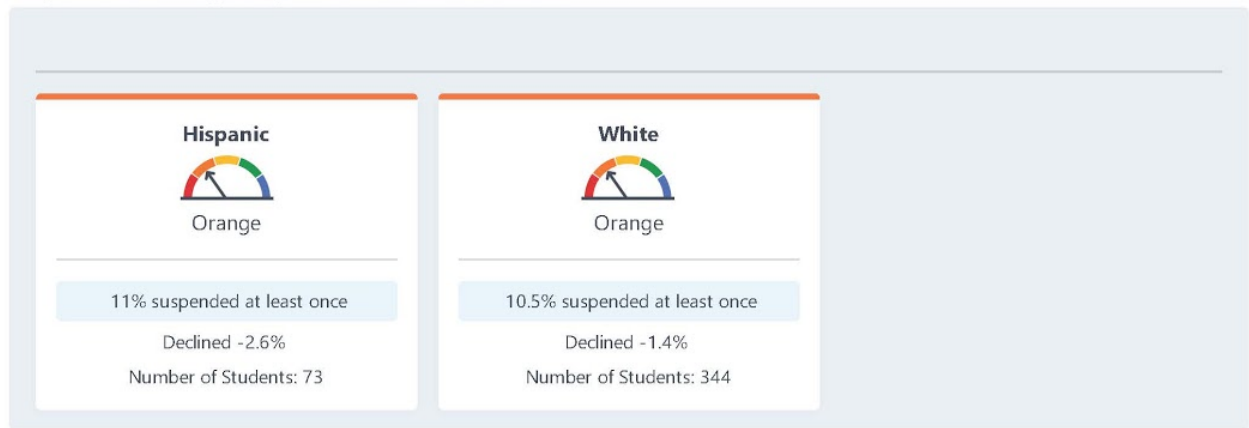 Hispanic
Orange
11% suspended at least once
Declined -2.6%
Number of Students: 73
White
Orange
10.5% suspended at least once
Declined -1.4%
Number of Students: 344